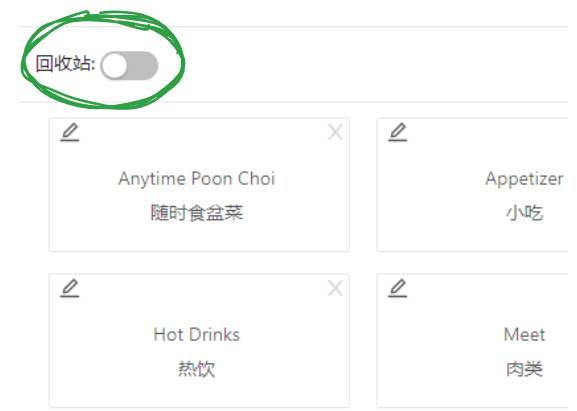 回收站:
X
Anytime Poon Choi
随时食盆菜
Appetizer
小吃
X
Hot Drinks
热饮
Meet
肉类